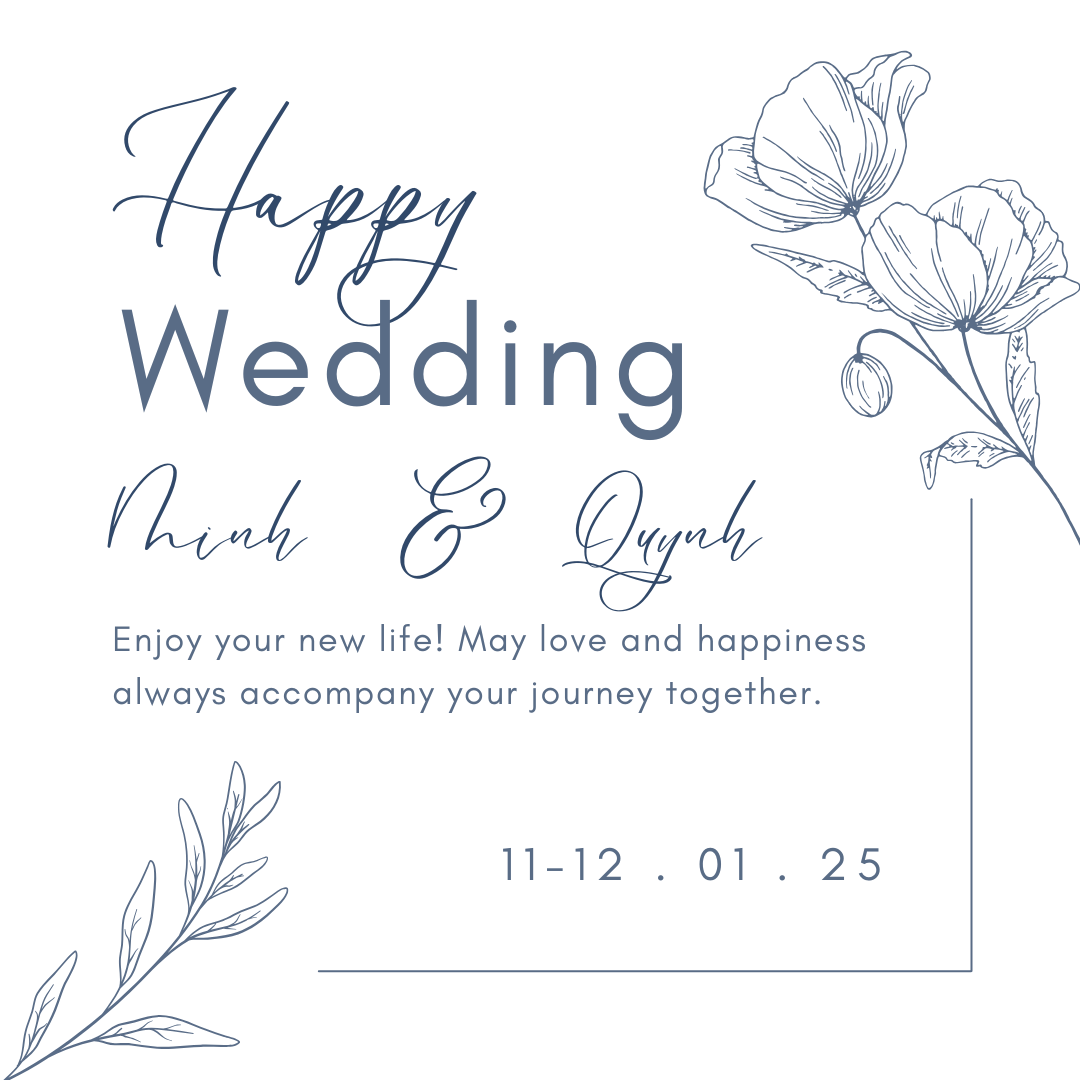 Happy
Wedding
Minh & Quynh
Enjoy your new life! May love and happiness
always accompany your journey together.
11-12 . 01 . 25